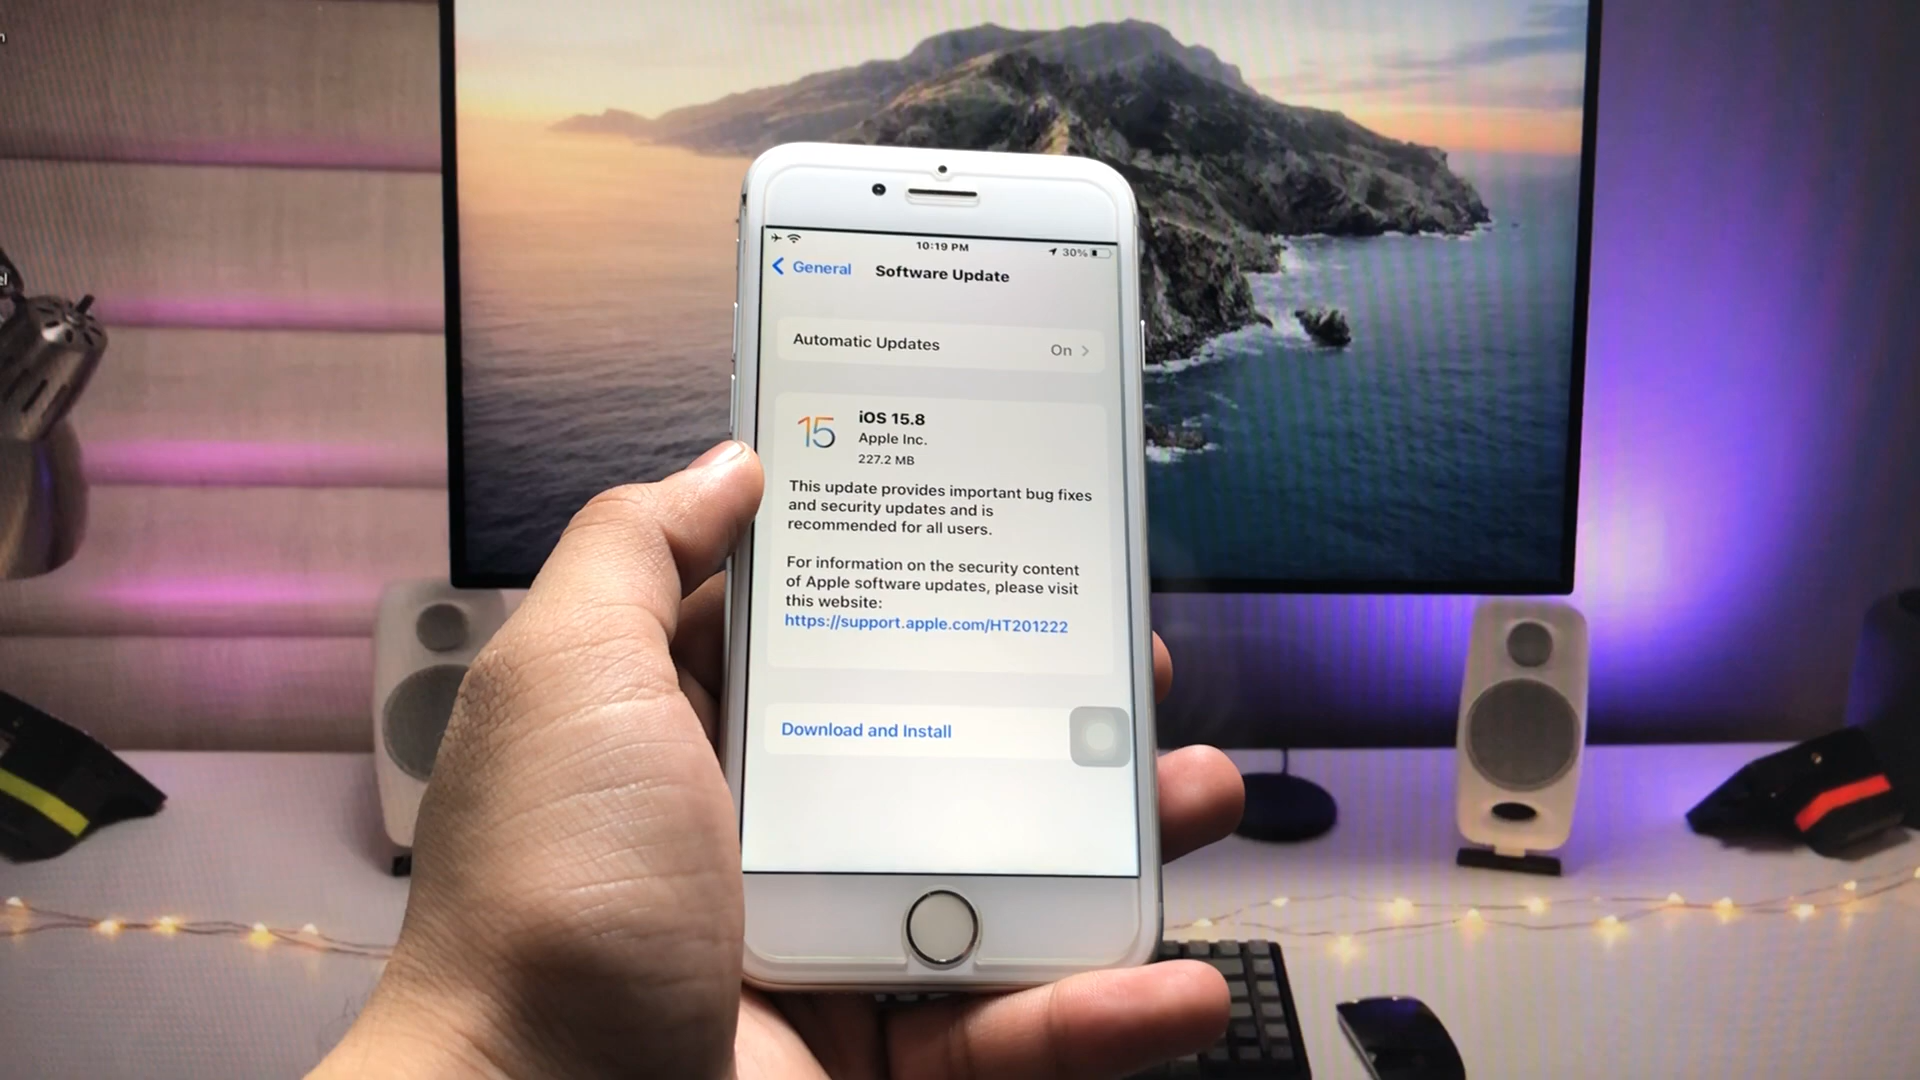 10:19 PM
30%
General
Software Update
Automatic Updates
On
15
iOS 15.8
Apple Inc.
227.2 MB
This update provides important bug fixes
and security updates and is
recommended for all users.
For information on the security content
of Apple software updates, please visit
this website:
https://support.apple.com/HT201222
Download and Install